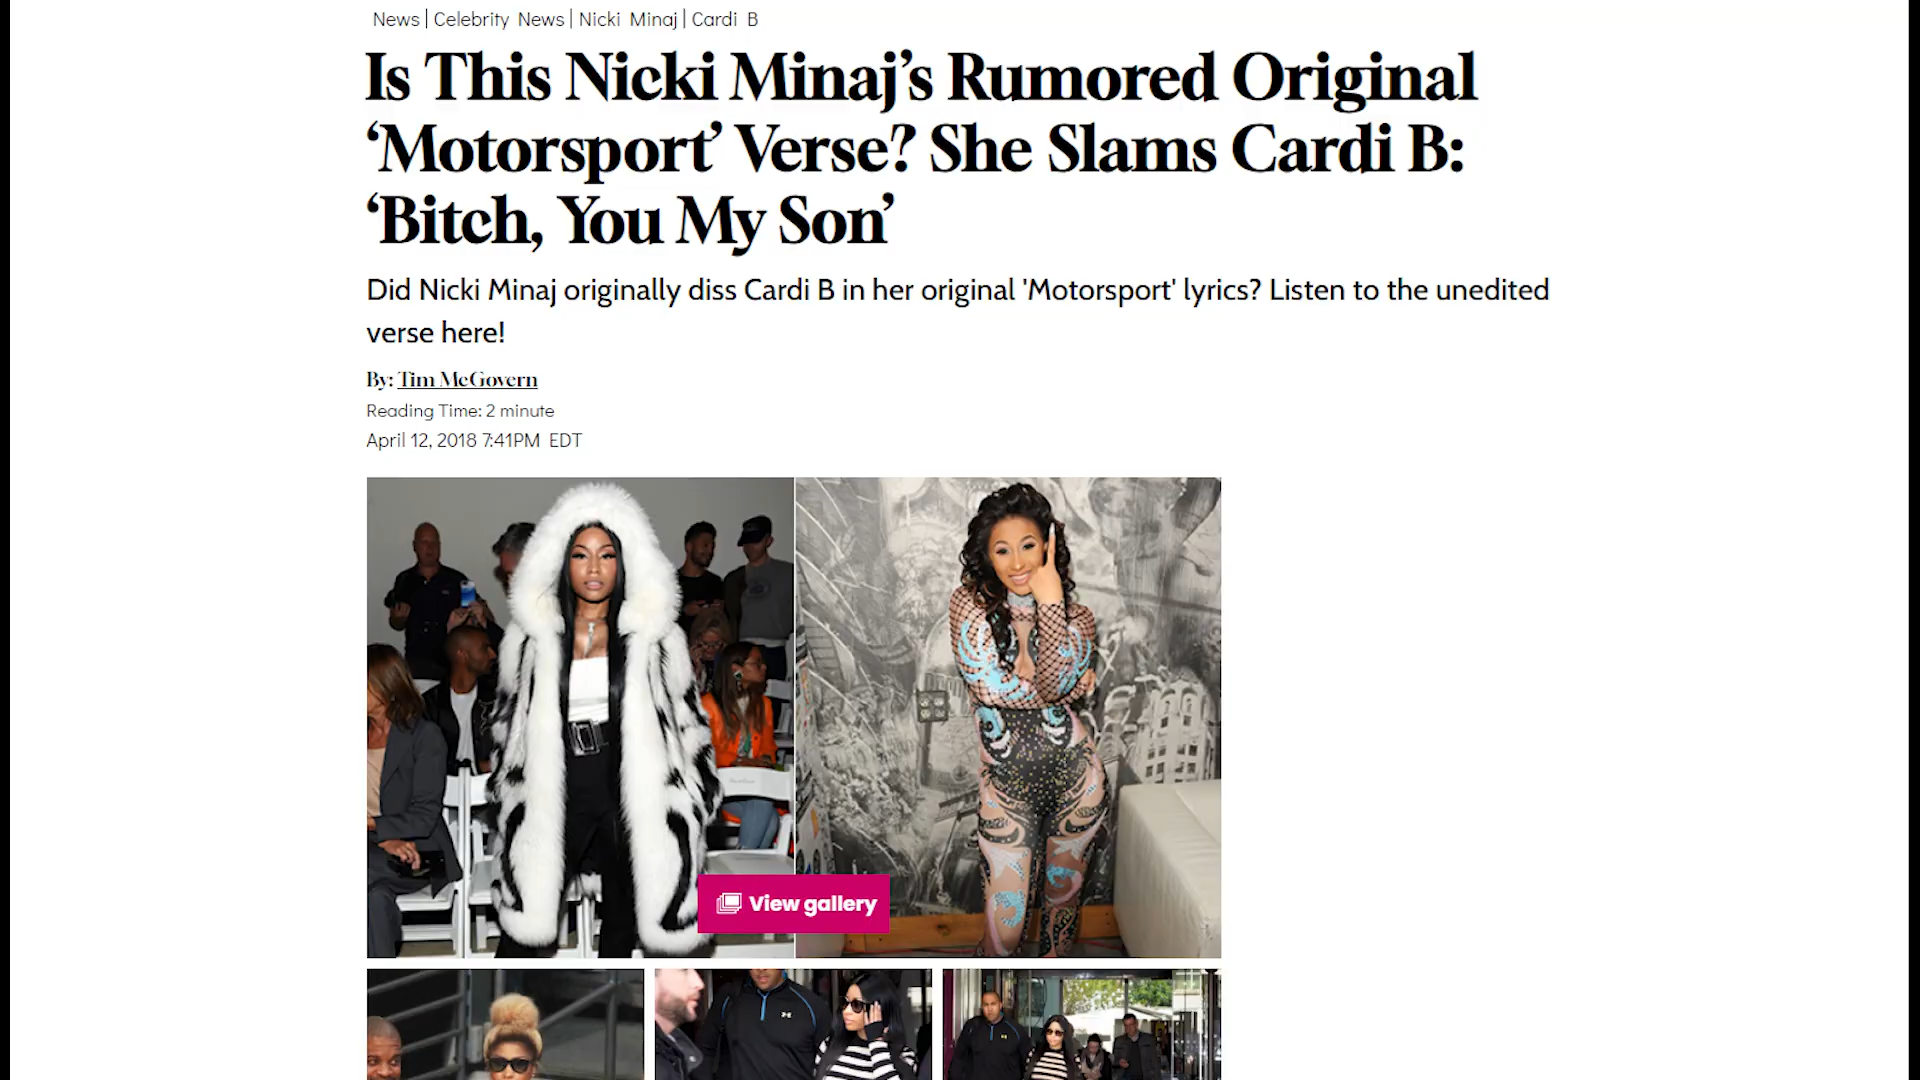 News | Celebrity News | Nicki Minaj | Cardi B
Is This Nicki Minaj’s Rumored Original
‘Motorsport’ Verse? She Slams Cardi B:
‘Bitch, You My Son’
Did Nicki Minaj originally diss Cardi B in her original 'Motorsport' lyrics? Listen to the unedited
verse here!
By: Tim McGovern
Reading Time: 2 minute
April 12, 2018 7:41PM EDT
View gallery